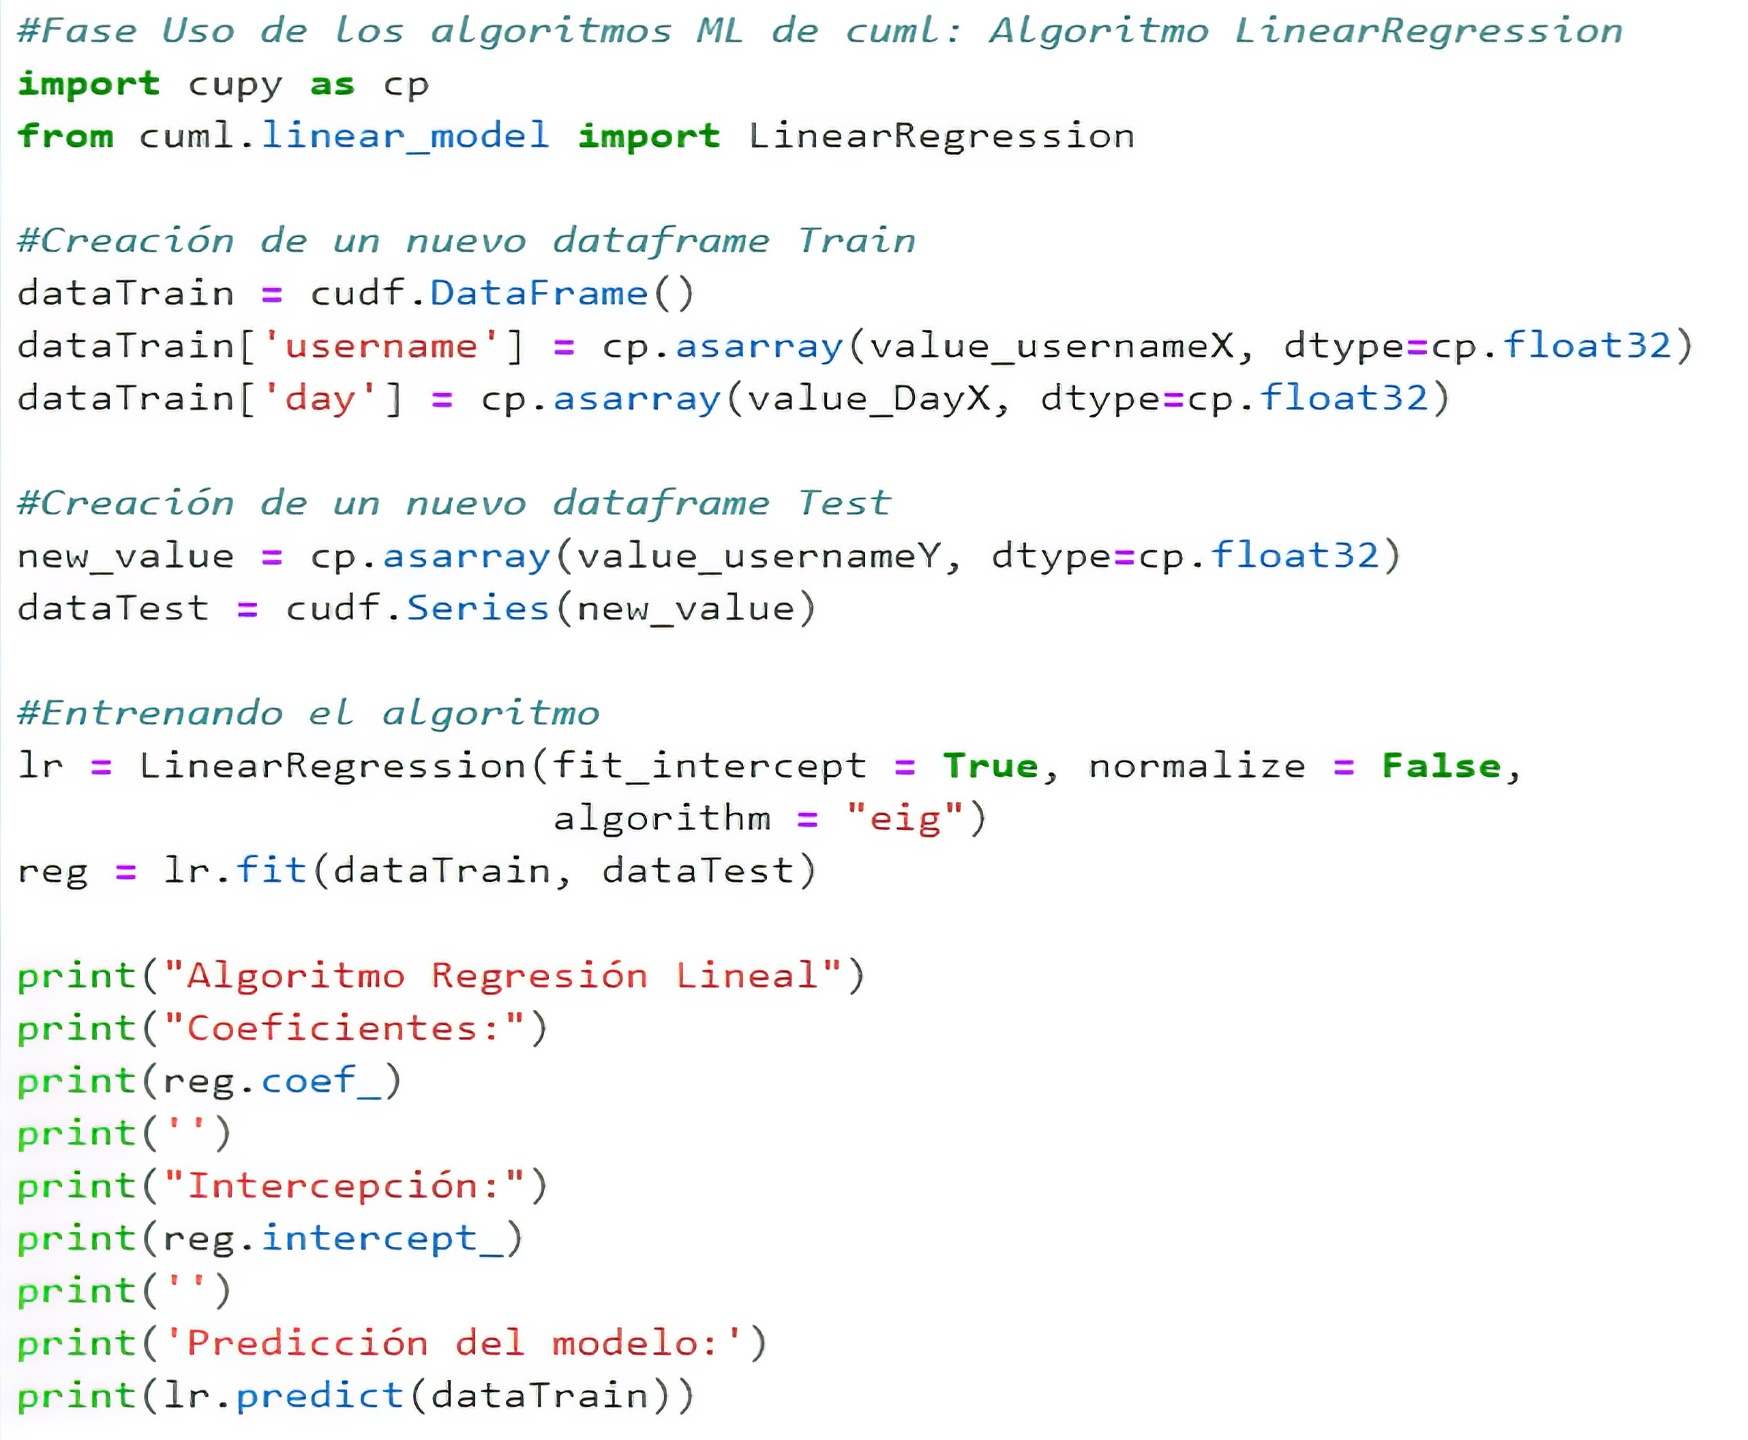 #Fase Uso de los algoritmos ML de cuml: Algoritmo LinearRegression
import cupy as cp
from cuml.linear_model import LinearRegression
#Creación de un nuevo dataframe Train
dataTrain = cudf.DataFrame()
dataTrain['username'] = cp.asarray(value_usernameX, dtype=cp.float32)
dataTrain['day'] = cp.asarray(value_DayX, dtype=cp.float32)
#Creación de un nuevo dataframe Test
new_value = cp.asarray(value_usernameY, dtype=cp.float32)
dataTest = cudf.Series(new_value)
#Entrenando el algoritmo
lr = LinearRegression(fit_intercept = True, normalize = False,
algorithm = "eig")
reg = lr.fit(dataTrain, dataTest)
print("Algoritmo Regresión Lineal")
print("Coeficientes:")
print(reg.coef_)
print('')
print("Intercepción:")
print(reg.intercept_)
print('')
print('Predicción del modelo:')
print(lr.predict(dataTrain))